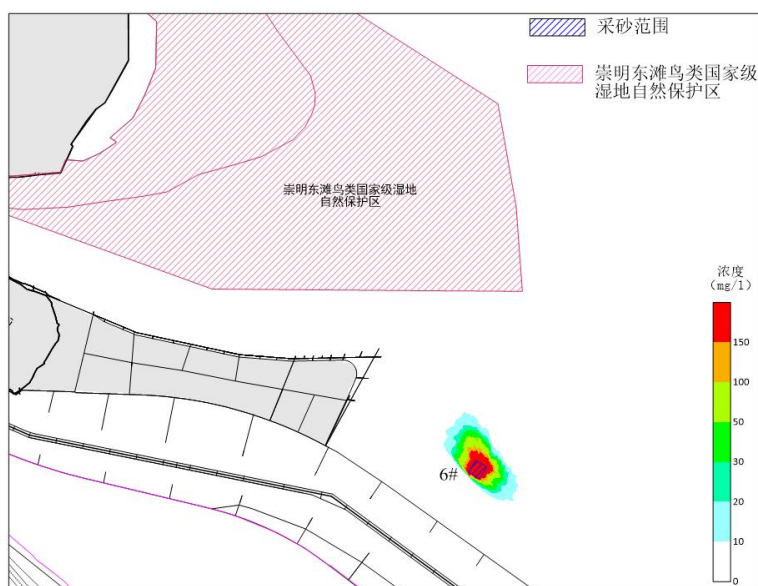 采砂范围
崇明东滩鸟类国家级
湿地自然保护区
崇明东滩鸟类国家级湿地
自然保护区
浓度
(mg/l)
150
100
50
30
20
10
0
6#